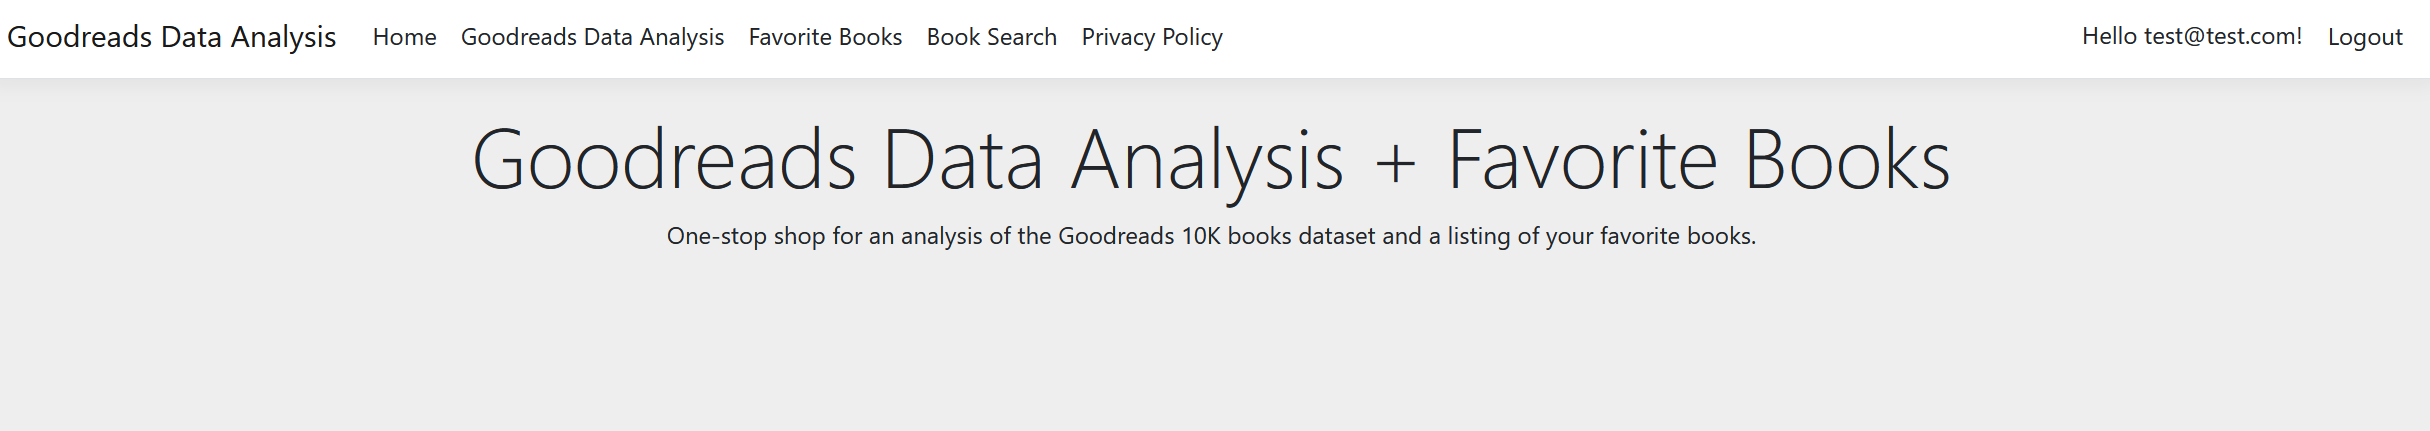 Goodreads Data Analysis Home Goodreads Data Analysis Favorite Books Book Search Privacy Policy Hello test@test.com! Logout
Goodreads Data Analysis + Favorite Books
One-stop shop for an analysis of the Goodreads 10K books dataset and a listing of your favorite books.